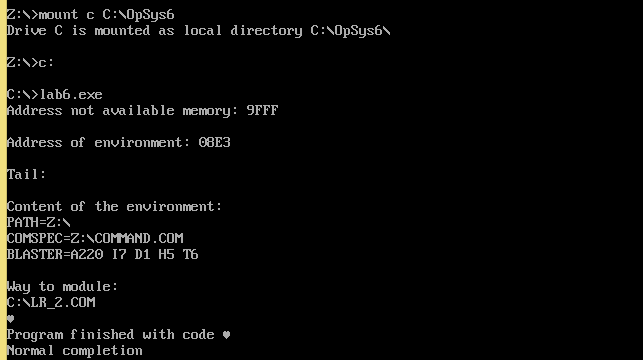 Z:\>mount c C:\OpSys6
Drive C is mounted as local directory C:\OpSys6\
Z:\>c:
C:\>lab6.exe
Address not available memory: 9FFF
Address of environment: 08E3
Tail:
Content of the environment:
PATH=Z:\
COMSPEC=Z:\COMMAND.COM
BLASTER=A220 I7 D1 H5 T6
Way to module:
C:\LR_2.COM
♥
Program finished with code ♥
Normal completion